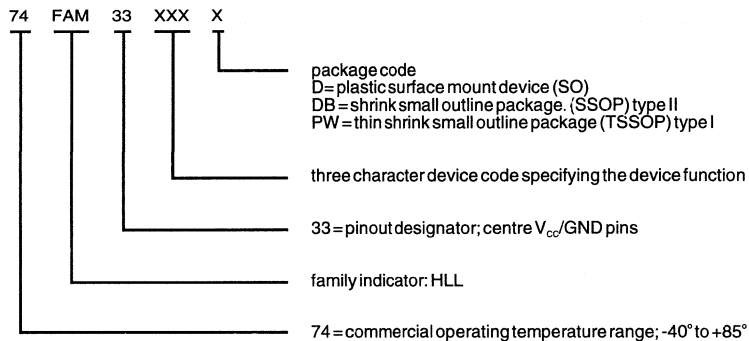 74 FAM 33 XXX X
package code
D=plastic surface mount device (SO)
DB=shrink small outline package. (SSOP) type II
PW=thin shrink small outline package (TSSOP) type I
three character device code specifying the device function
33=pinout designator; centre Vcc/GND pins
family indicator: HLL
74=commercial operating temperature range; -40° to +85°